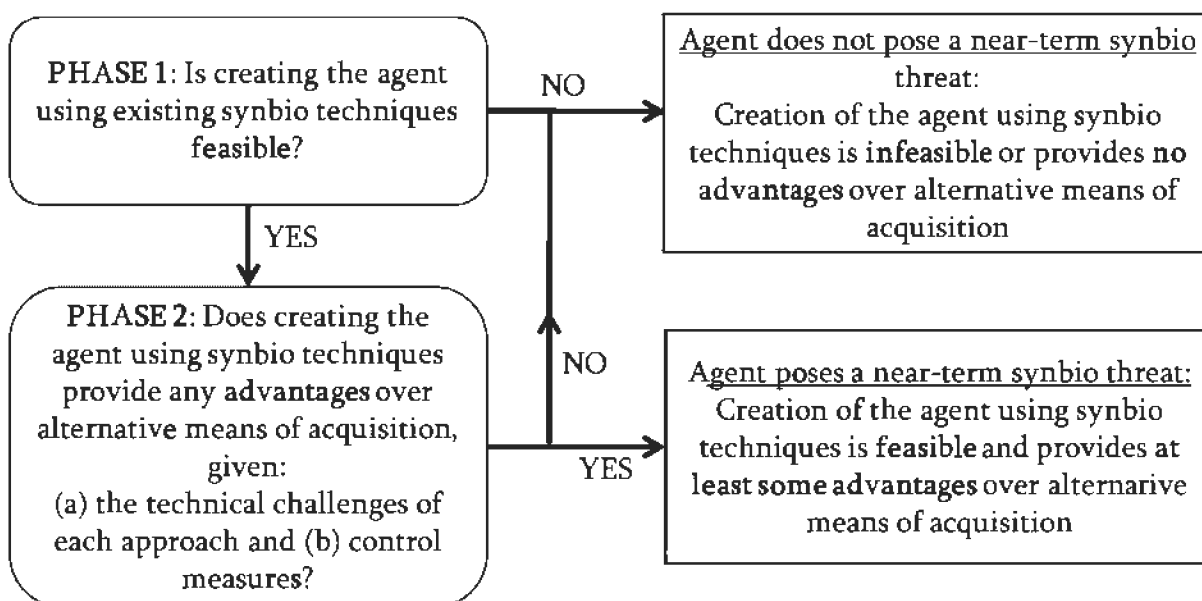 PHASE 1: Is creating the agent
using existing synbio techniques
feasible?
NO
Agent does not pose a near-term synbio
threat:
Creation of the agent using synbio
techniques is infeasible or provides no
advantages over alternative means of
acquisition
YES
PHASE 2: Does creating the
agent using synbio techniques
provide any advantages over
alternative means of acquisition,
given:
(a) the technical challenges of
each approach and (b) control
measures?
NO
YES
Agent poses a near-term synbio threat:
Creation of the agent using synbio
techniques is feasible and provides at
least some advantages over alternarive
means of acquisition